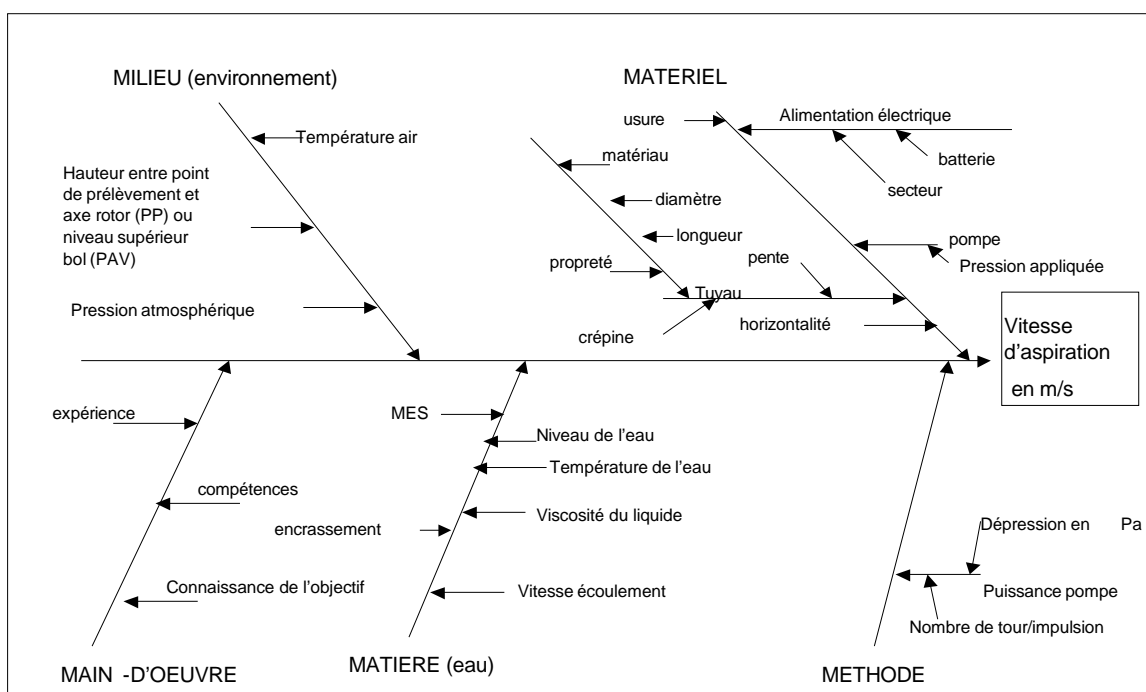 MILIEU (environnement)
Température air
Hauteur entre point
de prélèvement et
axe rotor (PP) ou
niveau supérieur
bol (PAV)
Pression atmosphérique
MATERIEL
usure
Alimentation électrique
batterie
secteur
matériau
diamètre
longueur
propreté
pente
pompe
Pression appliquée
Tuyau
crépine
horizontalité
Vitesse
d'aspiration
en m/s
expérience
compétences
Connaissance de l'objectif
MAIN -D'OEUVRE
MES
Niveau de l'eau
Température de l'eau
Viscosité du liquide
encrassement
Vitesse écoulement
MATIERE (eau)
Dépression en Pa
Puissance pompe
Nombre de tour/impulsion
METHODE